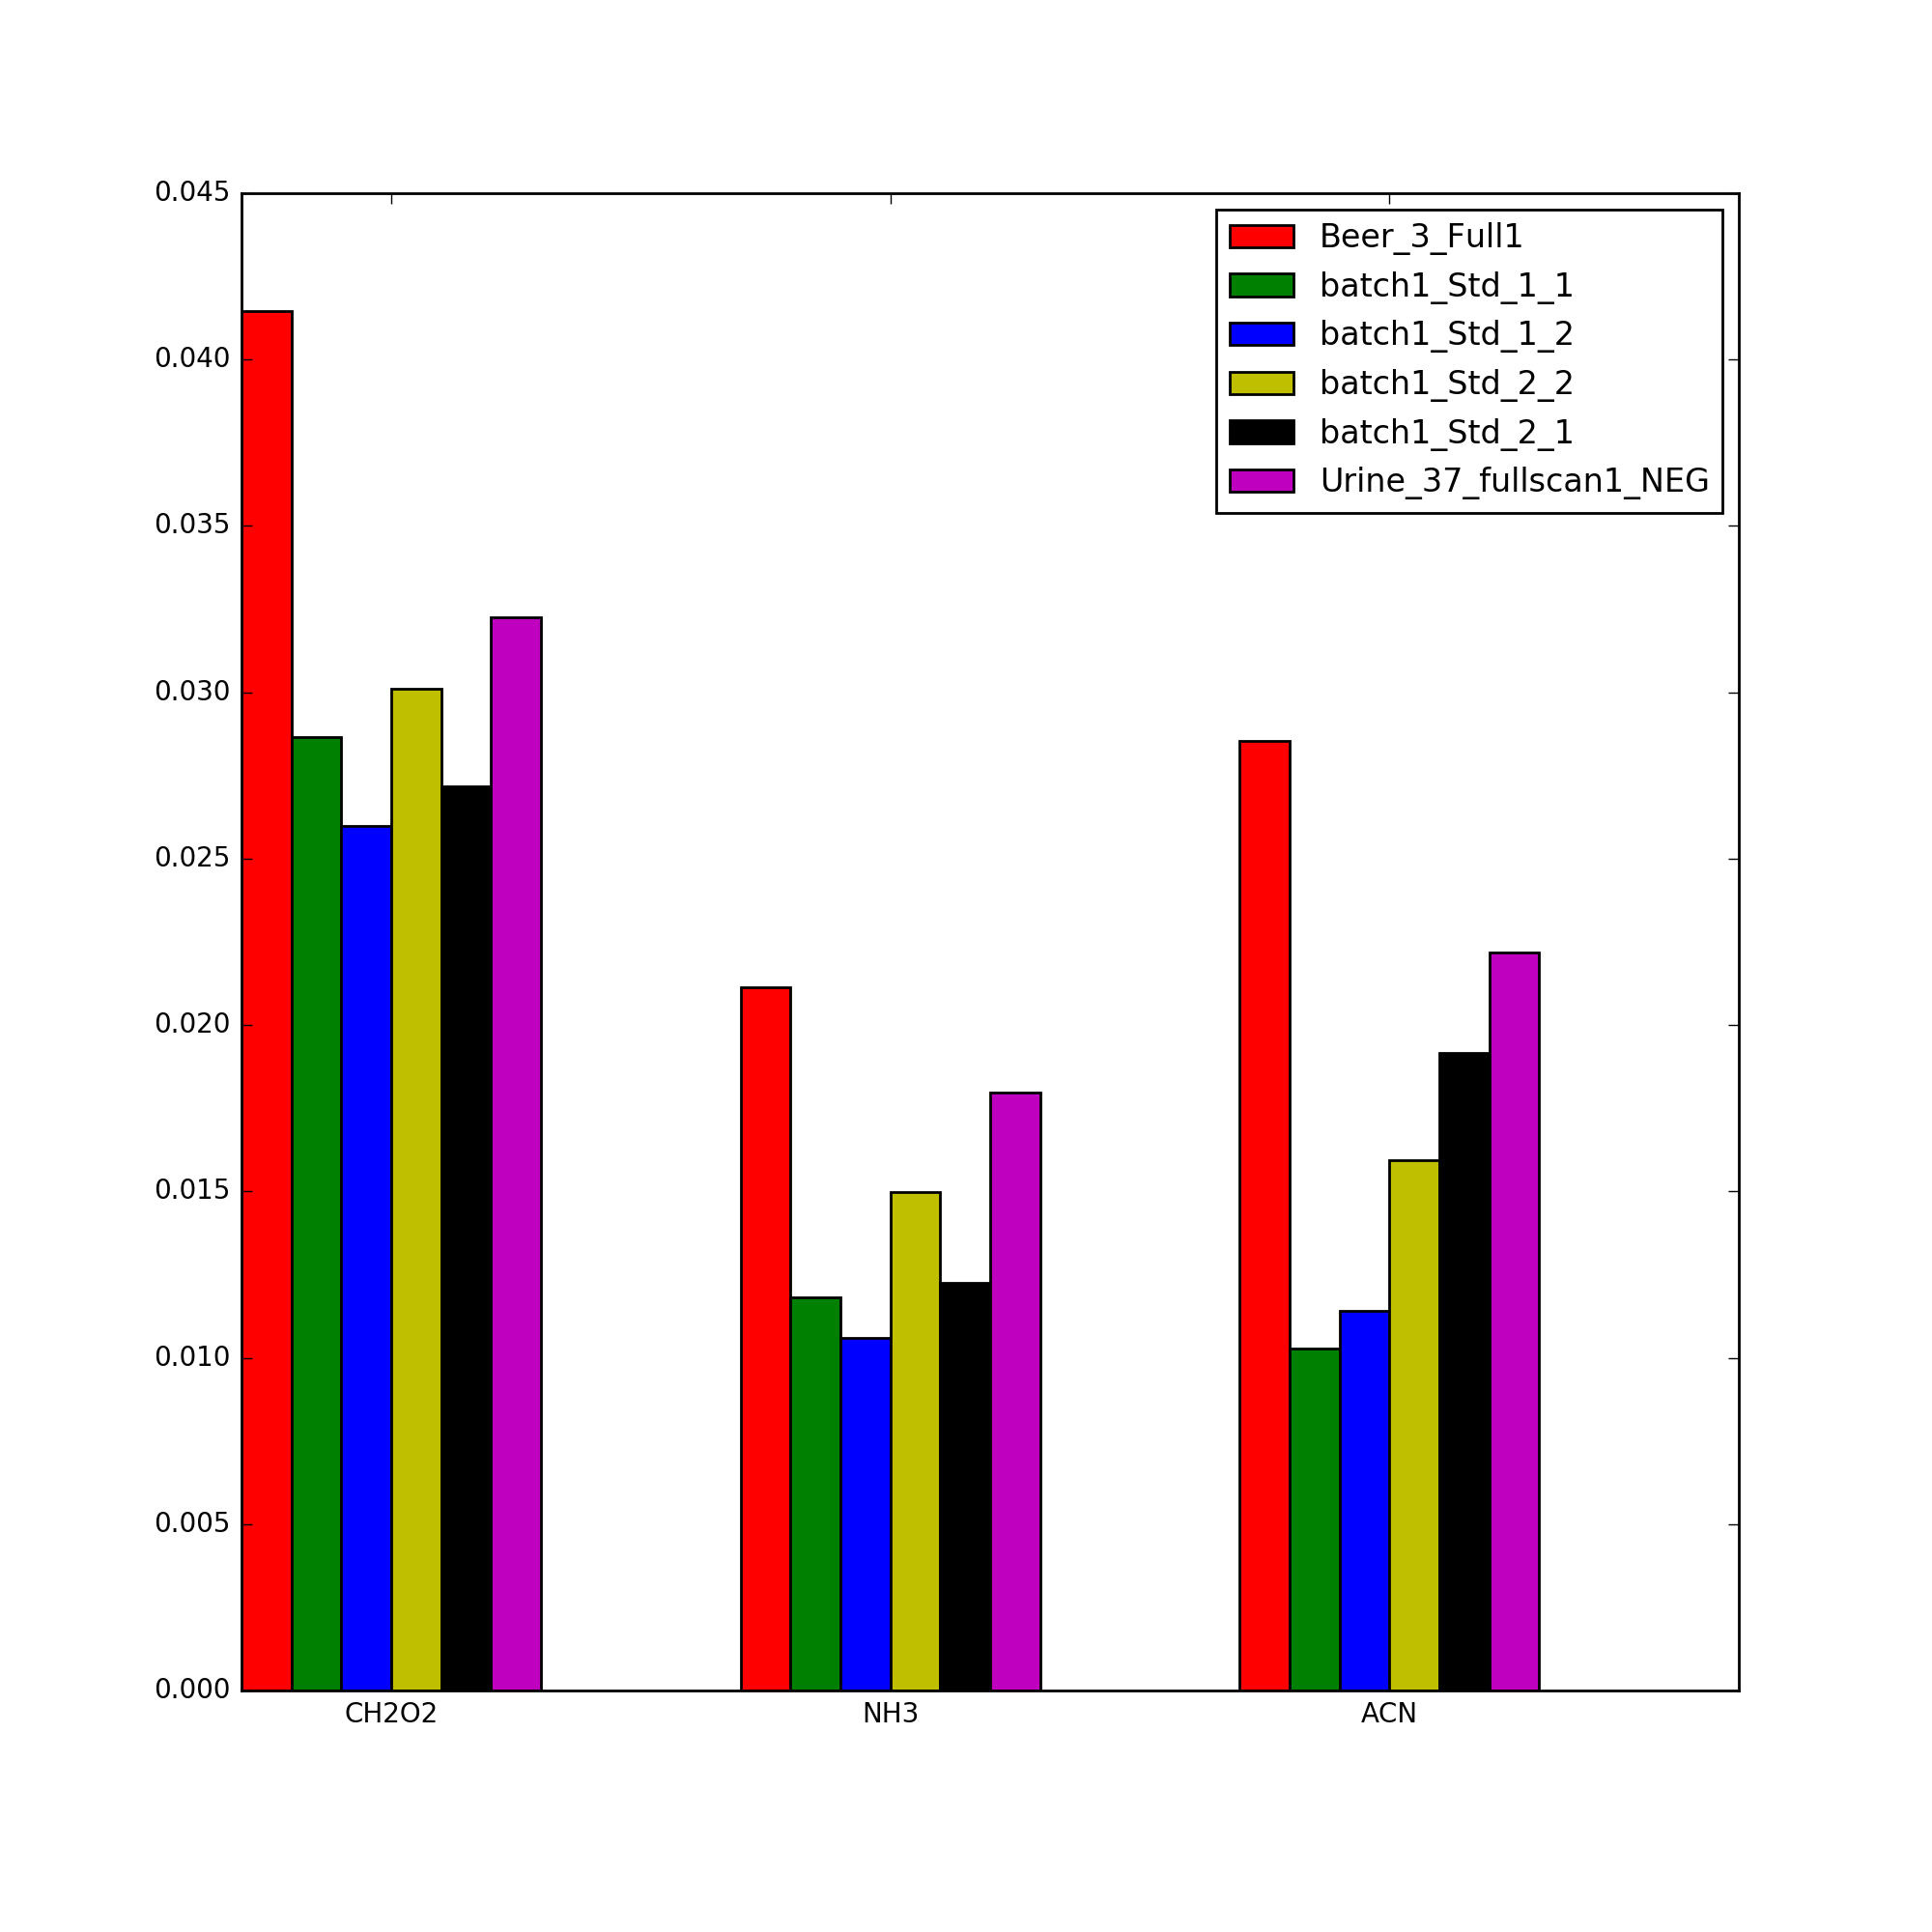 0.045
0.040
0.035
0.030
0.025
0.020
0.015
0.010
0.005
0.000
CH2O2
NH3
ACN
Beer_3_Full1
batch1_Std_1_1
batch1_Std_1_2
batch1_Std_2_2
batch1_Std_2_1
Urine_37_fullscan1_NEG